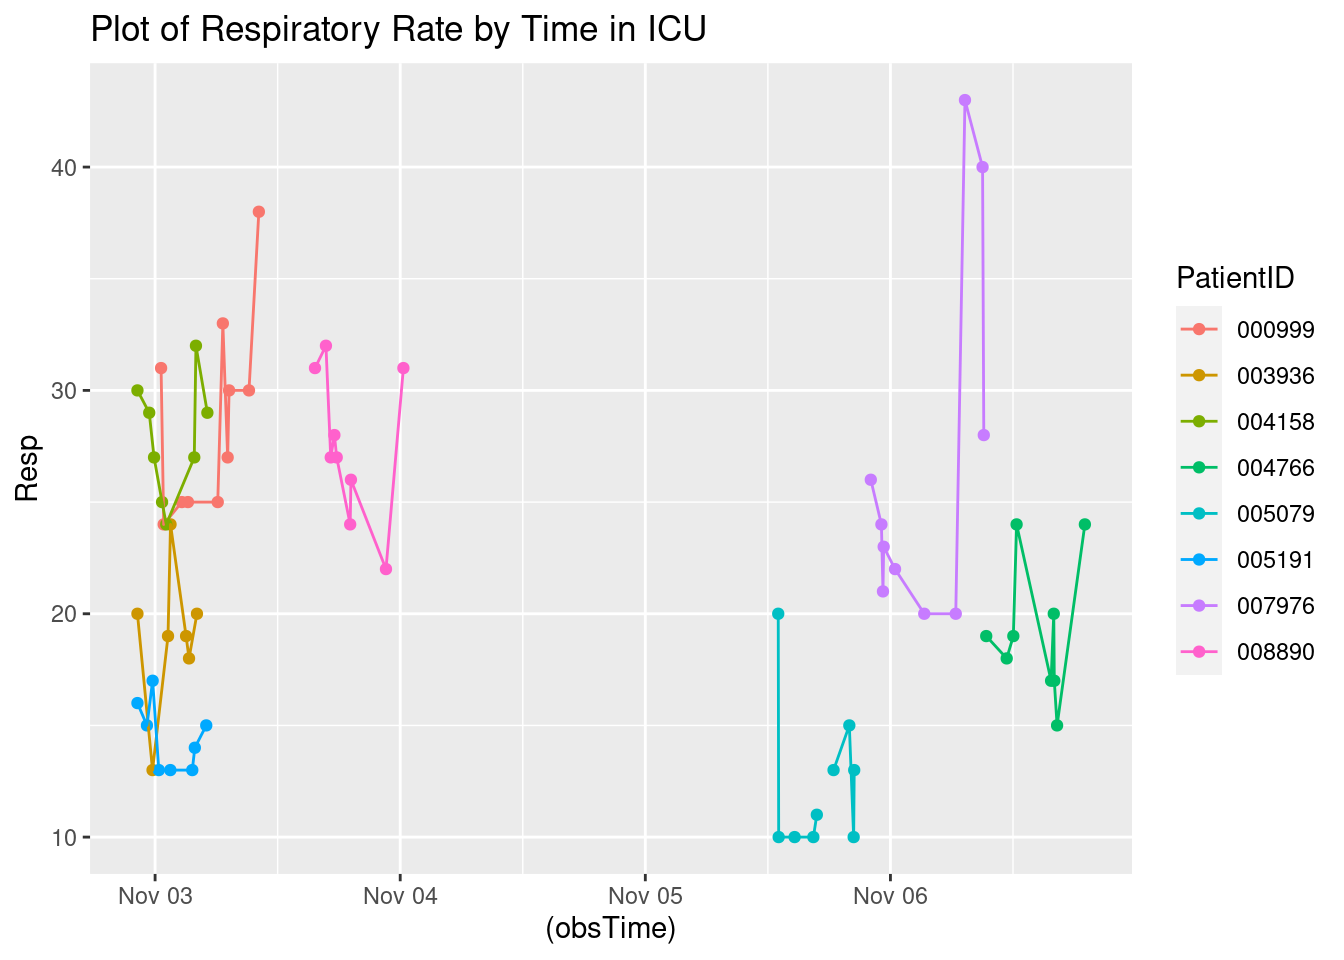 Plot of Respiratory Rate by Time in ICU
40
30
20
10
Resp
Nov 03
Nov 04
Nov 05
Nov 06
(obsTime)
PatientID
000999
003936
004158
004766
005079
005191
007976
008890